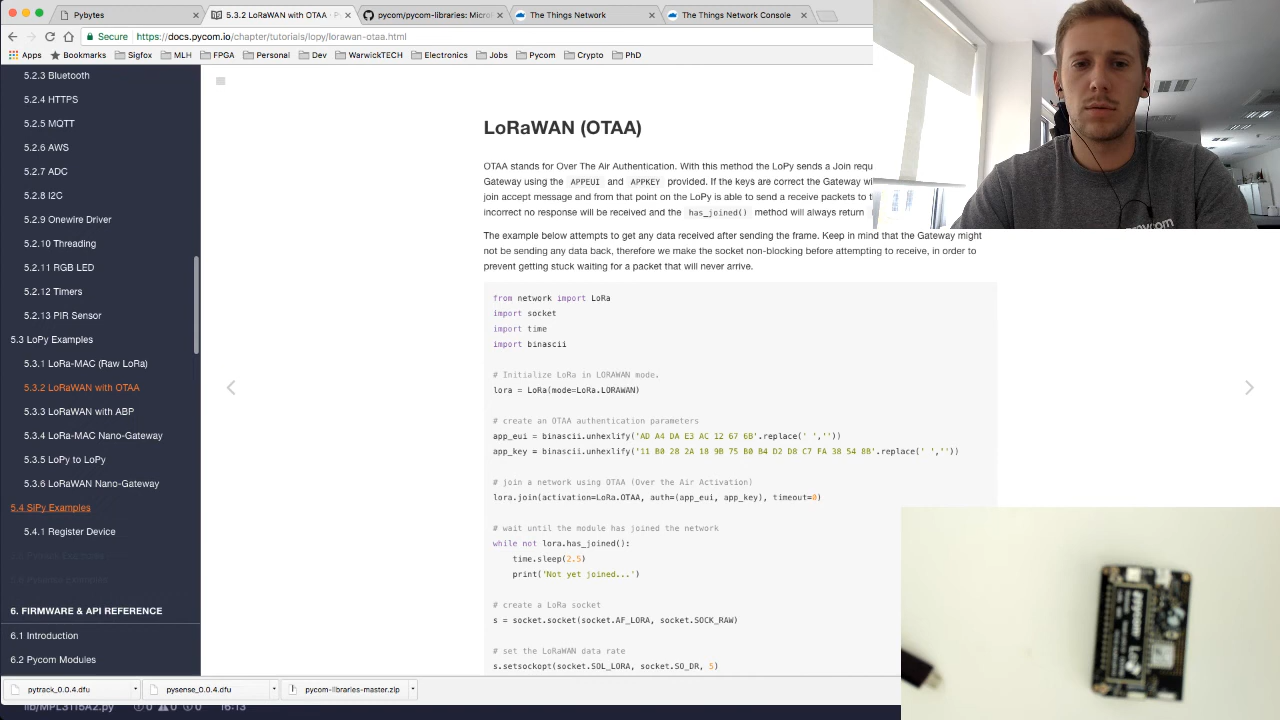 Pybytes
5.3.2 LoRaWAN with OTAA · P
pycom/pycom-libraries: Micro
The Things Network
The Things Network Console
Secure
https://docs.pycom.io/chapter/tutorials/lopy/lorawan-otaa.html
Apps
Bookmarks
Sigfox
MLH
FPGA
Personal
Dev
WarwickTECH
Electronics
Jobs
Pycom
Crypto
PhD
5.2.3 Bluetooth
5.2.4 HTTPS
5.2.5 MQTT
5.2.6 AWS
5.2.7 ADC
5.2.8 I2C
5.2.9 Onewire Driver
5.2.10 Threading
5.2.11 RGB LED
5.2.12 Timers
5.2.13 PIR Sensor
5.3 LoPy Examples
5.3.1 LoRa-MAC (Raw LoRa)
5.3.2 LoRaWAN with OTAA
5.3.3 LoRaWAN with ABP
5.3.4 LoRa-MAC Nano-Gateway
5.3.5 LoPy to LoPy
5.3.6 LoRaWAN Nano-Gateway
5.4 SiPy Examples
5.4.1 Register Device
6. FIRMWARE & API REFERENCE
6.1 Introduction
6.2 Pycom Modules
LoRaWAN (OTAA)
OTAA stands for Over The Air Authentication. With this method the LoPy sends a Join requ
Gateway using the APPEUI and APPKEY provided. If the keys are correct the Gateway wi
join accept message and from that point on the LoPy is able to send a receive packets to t
incorrect no response will be received and the has_joined() method will always return
The example below attempts to get any data received after sending the frame. Keep in mind that the Gateway might
not be sending any data back, therefore we make the socket non-blocking before attempting to receive, in order to
prevent getting stuck waiting for a packet that will never arrive.
from network import LoRa
import socket
import time
import binascii
# Initialize LoRa in LORAWAN mode.
lora = LoRa(mode=LoRa.LORAWAN)
# create an OTAA authentication parameters
app_eui = binascii.unhexlify('AD A4 DA E3 AC 12 67 6B'.replace(' ',''))
app_key = binascii.unhexlify('11 B0 28 2A 18 9B 75 B0 B4 D2 D8 C7 FA 38 54 8B'.replace(' ',''))
# join a network using OTAA (Over the Air Activation)
lora.join(activation=LoRa.OTAA, auth=(app_eui, app_key), timeout=0)
# wait until the module has joined the network
while not lora.has_joined():
time.sleep(2.5)
print('Not yet joined...')
# create a LoRa socket
s = socket.socket(socket.AF_LORA, socket.SOCK_RAW)
# set the LoRaWAN data rate
s.setsockopt(socket.SOL_LORA, socket.SO_DR, 5)
pytrack_0.0.4.dfu
pysense_0.0.4.dfu
pycom-libraries-master.zip
lib/MPL3115A2.py
0
0
0
16:13